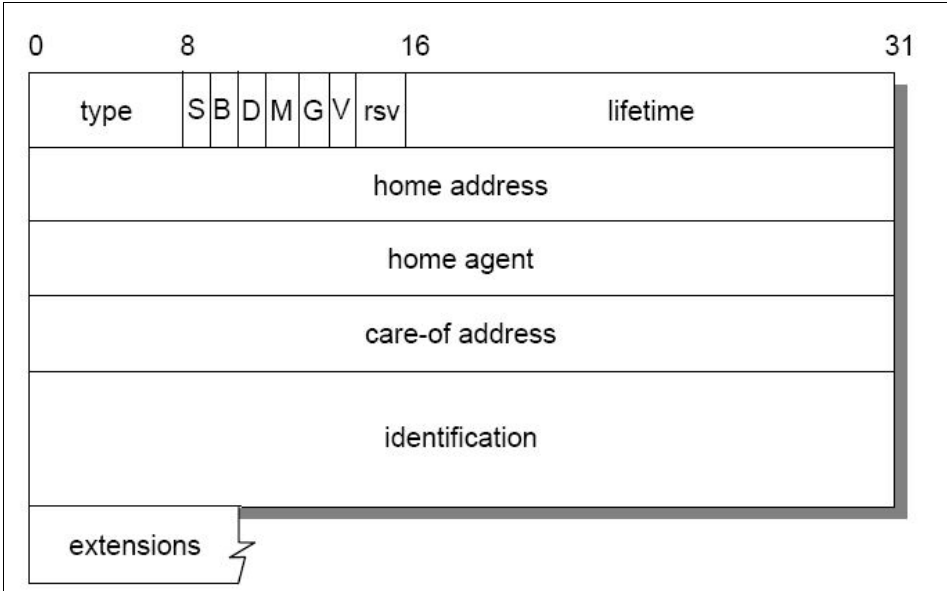 0 8 16 31
type S B D M G V rsv lifetime
home address
home agent
care-of address
identification
extensions